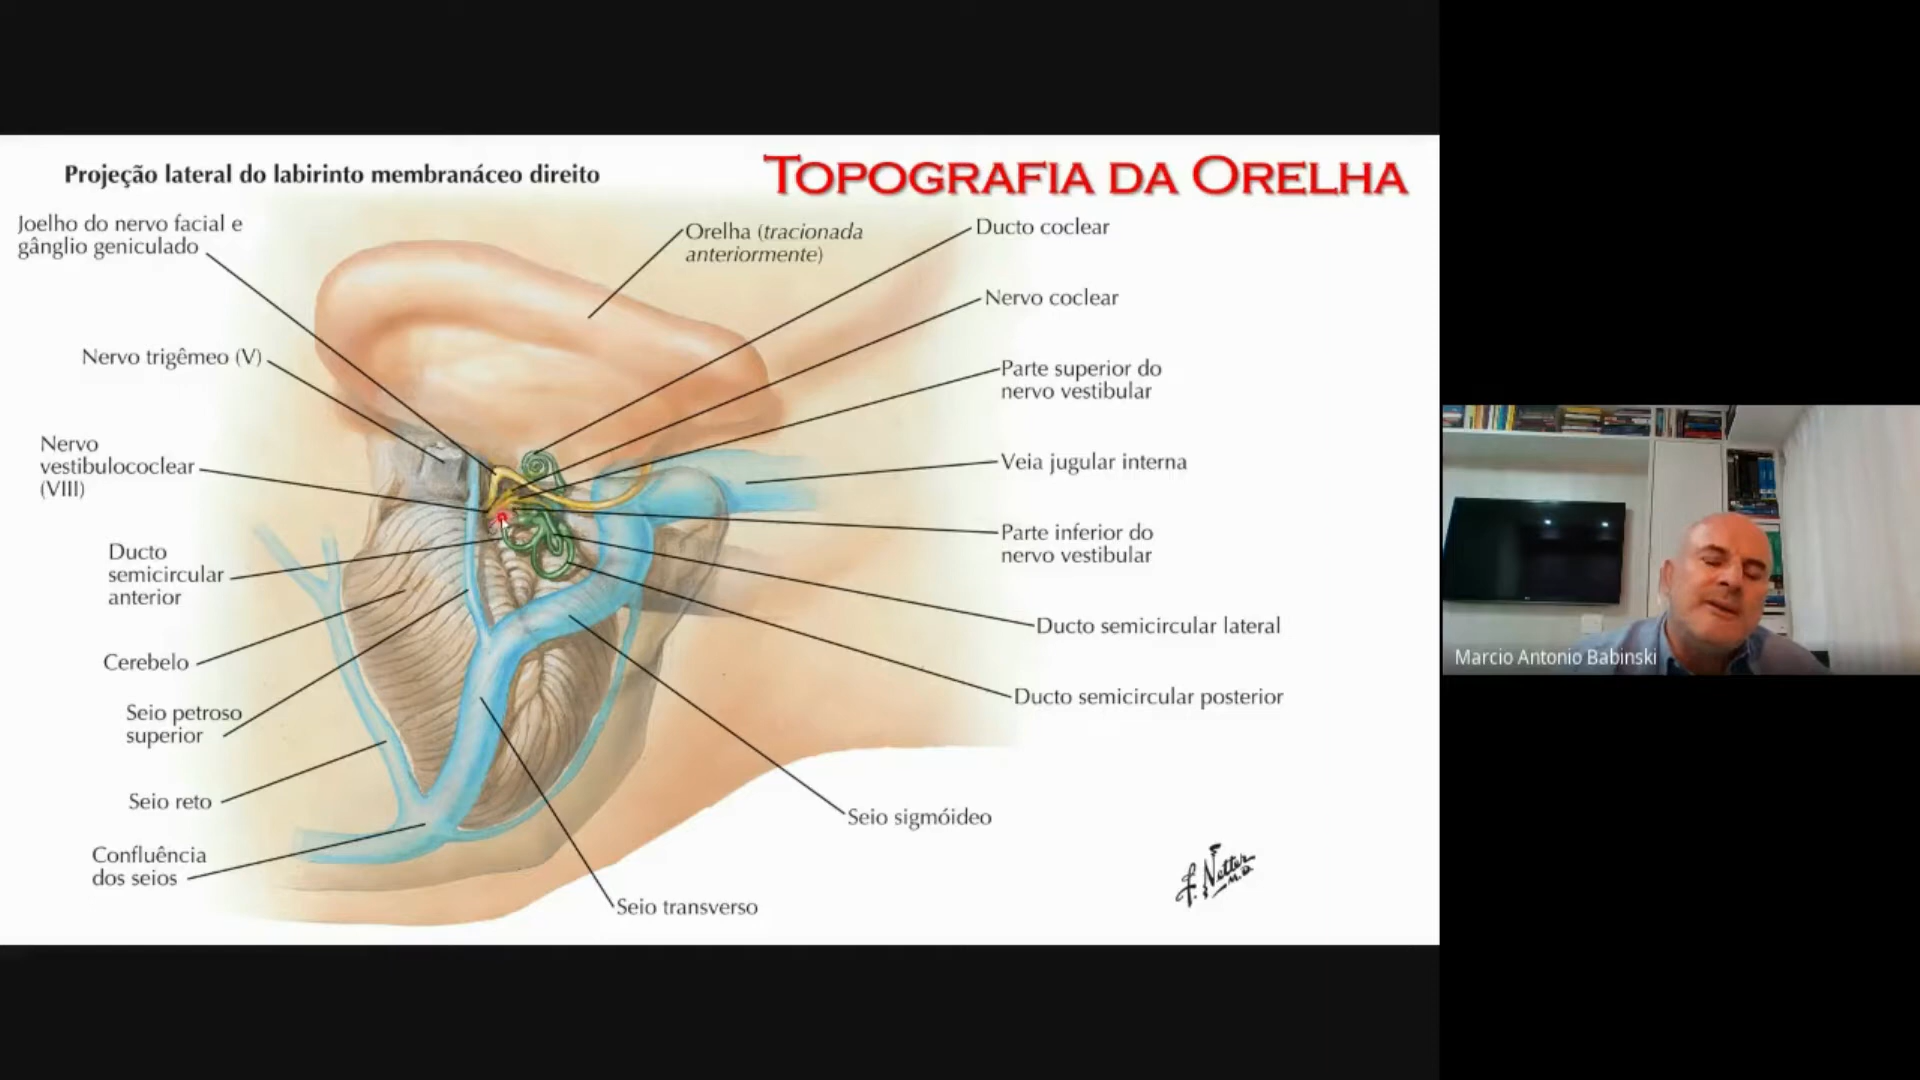 Projeção lateral do labirinto membranáceo direito
TOPOGRAFIA DA ORELHA
Joelho do nervo facial e
gânglio geniculado
Orelha (tracionada
anteriormente)
Ducto coclear
Nervo coclear
Nervo trigêmeo (V)
Parte superior do
nervo vestibular
Nervo
vestibulococlear
(VIII)
Veia jugular interna
Parte inferior do
nervo vestibular
Ducto
semicircular
anterior
Ducto semicircular lateral
Cerebelo
Ducto semicircular posterior
Seio petroso
superior
Seio reto
Seio sigmóideo
Confluência
dos seios
Seio transverso
F. Netter
M.D.
Marcio Antonio Babinski